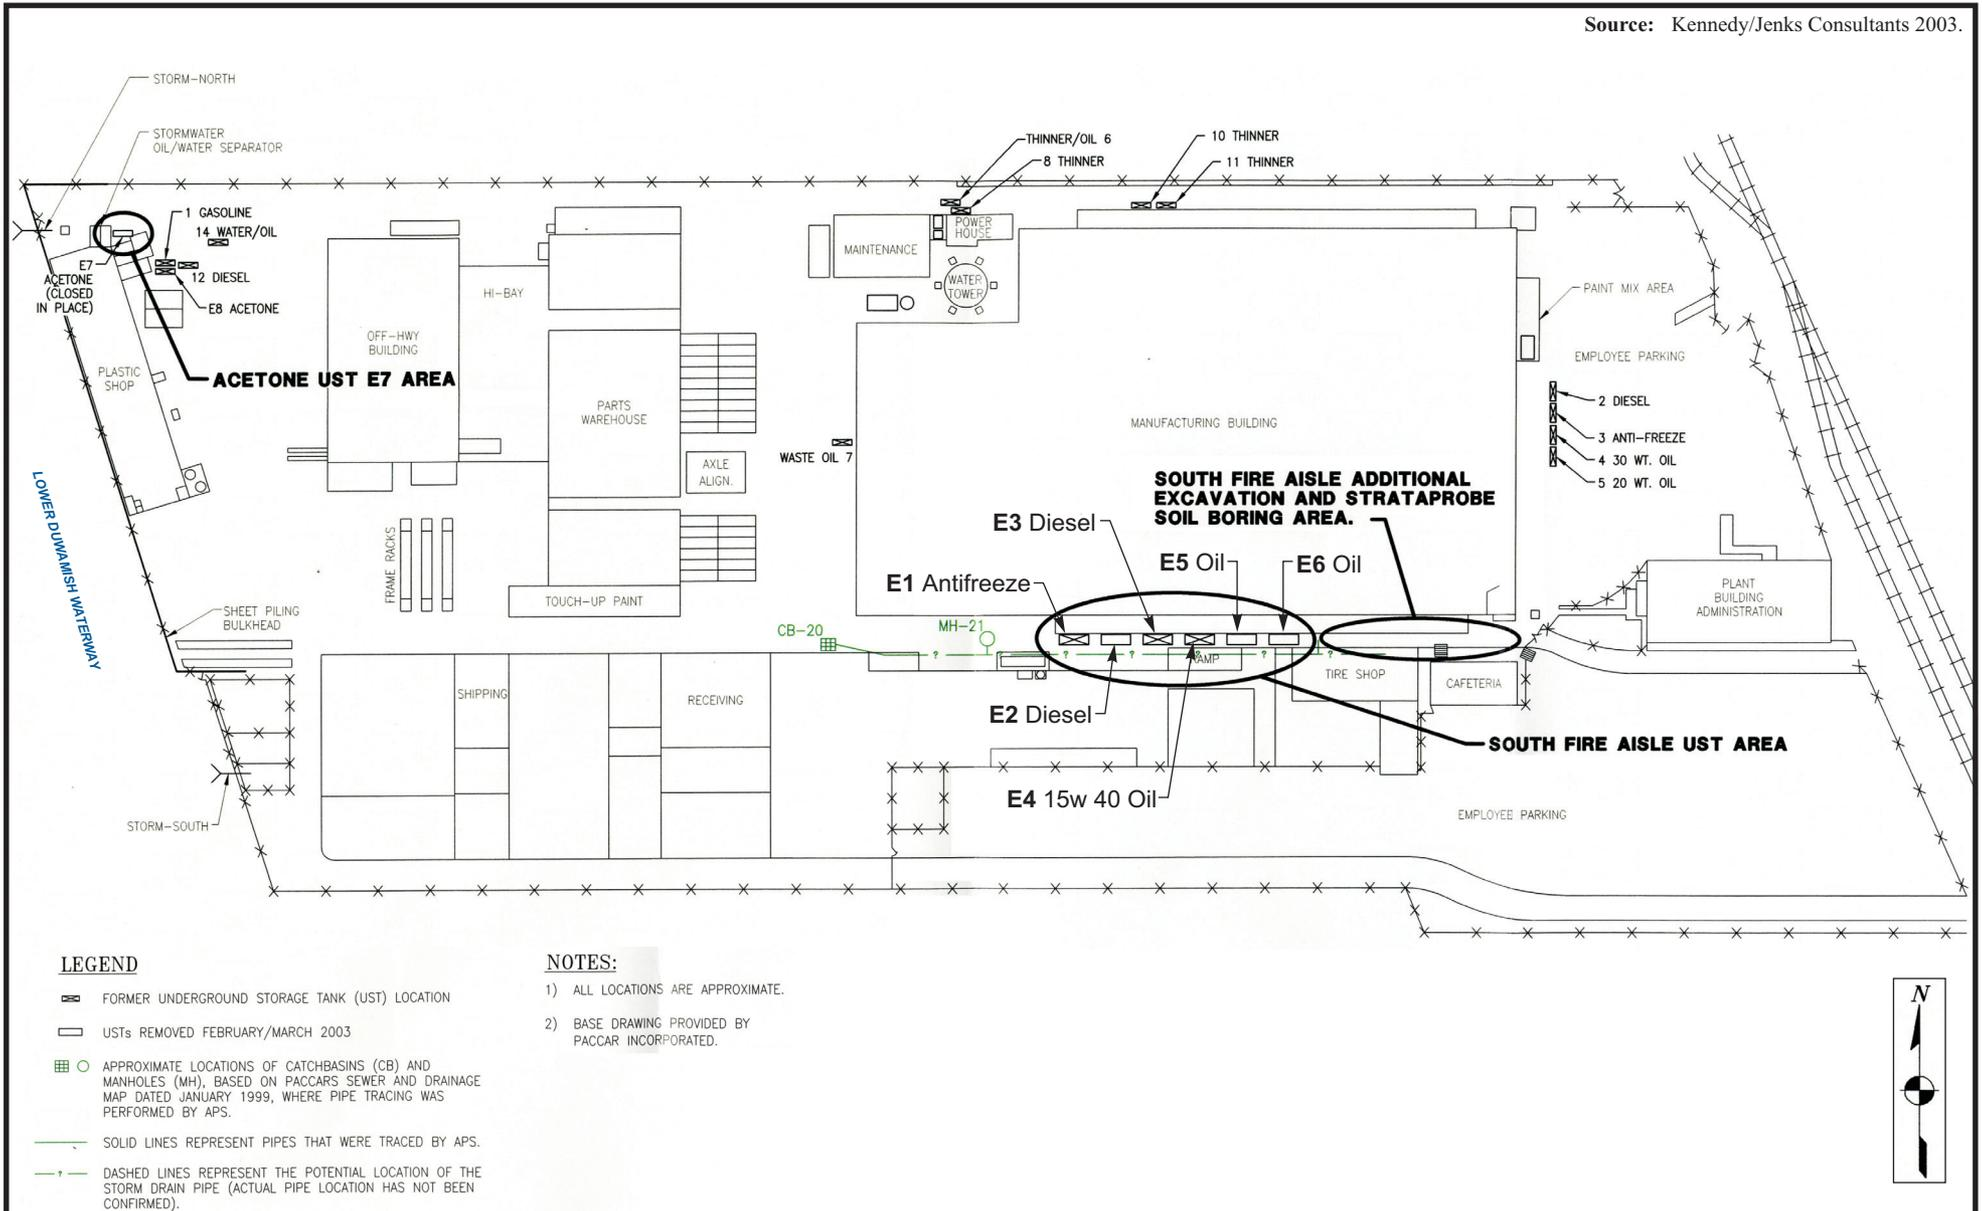 Source: Kennedy/Jenks Consultants 2003.
STORM-NORTH
STORMWATER
OIL/WATER SEPARATOR
THINNER/OIL 6
8 THINNER
10 THINNER
11 THINNER
1 GASOLINE
14 WATER/OIL
E7
ACETONE
(CLOSED
IN PLACE)
12 DIESEL
E8 ACETONE
PLASTIC
SHOP
ACETONE UST E7 AREA
OFF-HWY
BUILDING
HI-BAY
PARTS
WAREHOUSE
AXLE
ALIGN.
FRAME RACKS
TOUCH-UP PAINT
MAINTENANCE
POWER
HOUSE
WATER
TOWER
WASTE OIL 7
MANUFACTURING BUILDING
PAINT MIX AREA
EMPLOYEE PARKING
2 DIESEL
3 ANTI-FREEZE
4 30 WT. OIL
5 20 WT. OIL
SOUTH FIRE AISLE ADDITIONAL
EXCAVATION AND STRATAPROBE
SOIL BORING AREA.
E3 Diesel
E5 Oil
E6 Oil
E1 Antifreeze
LOWER DUWAMISH WATERWAY
SHEET PILING
BULKHEAD
CB-20
MH-21
? ? ? ? ? ?
RAMP
TIRE SHOP
CAFETERIA
PLANT
BUILDING
ADMINISTRATION
SHIPPING
RECEIVING
E2 Diesel
SOUTH FIRE AISLE UST AREA
E4 15w 40 Oil
STORM-SOUTH
EMPLOYEE PARKING
LEGEND
FORMER UNDERGROUND STORAGE TANK (UST) LOCATION
USTs REMOVED FEBRUARY/MARCH 2003
APPROXIMATE LOCATIONS OF CATCHBASINS (CB) AND
MANHOLES (MH), BASED ON PACCARS SEWER AND DRAINAGE
MAP DATED JANUARY 1999, WHERE PIPE TRACING WAS
PERFORMED BY APS.
SOLID LINES REPRESENT PIPES THAT WERE TRACED BY APS.
? DASHED LINES REPRESENT THE POTENTIAL LOCATION OF THE
STORM DRAIN PIPE (ACTUAL PIPE LOCATION HAS NOT BEEN
CONFIRMED).
NOTES:
1) ALL LOCATIONS ARE APPROXIMATE.
2) BASE DRAWING PROVIDED BY
PACCAR INCORPORATED.
N